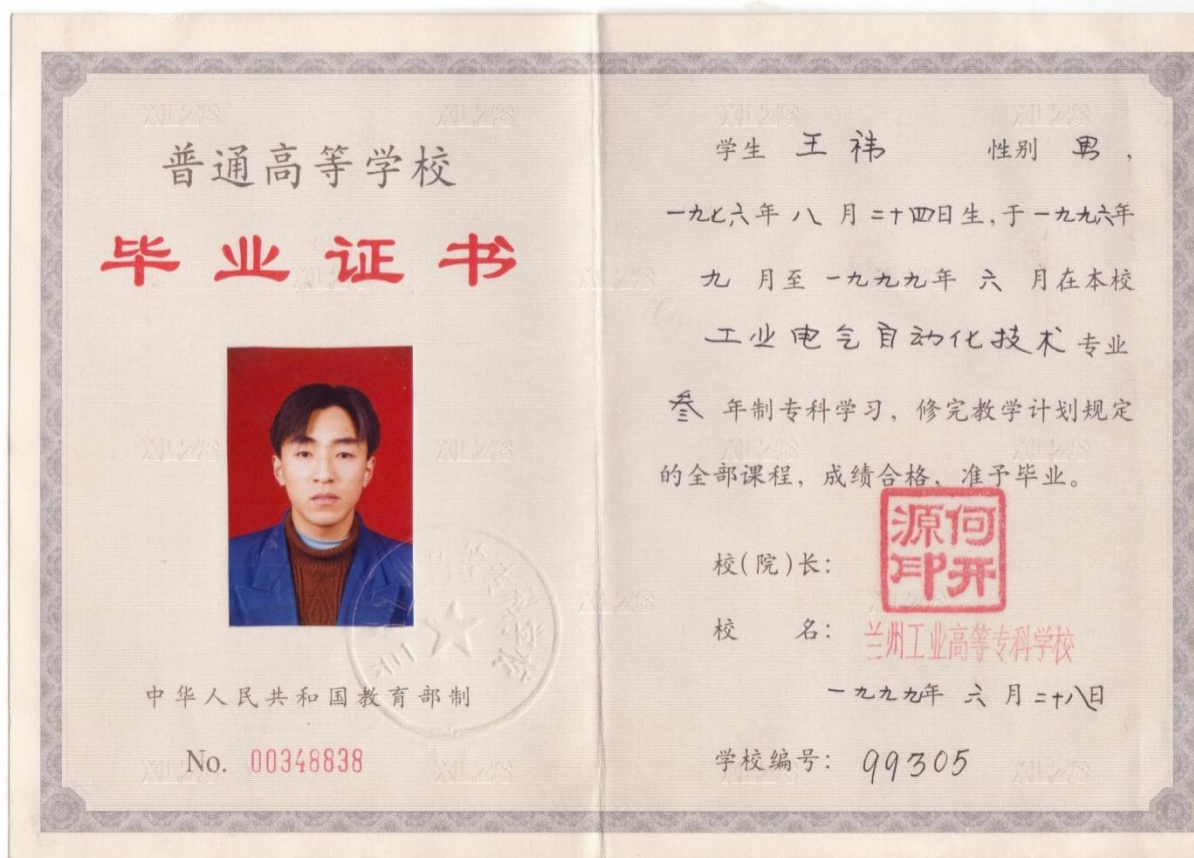 普通高等学校
毕业证书
中华人民共和国教育部制
No. 00348838
学生 王祎 性别 男,
一九七六年八月二十四日生,于一九九六年
九月至一九九九年六月在本校
工业电气自动化技术专业
叁年制专科学习,修完教学计划规定
的全部课程,成绩合格,准予毕业。
校(院)长:
何开源印
校名:兰州工业高等专科学校
一九九九年六月二十八日
学校编号:99305